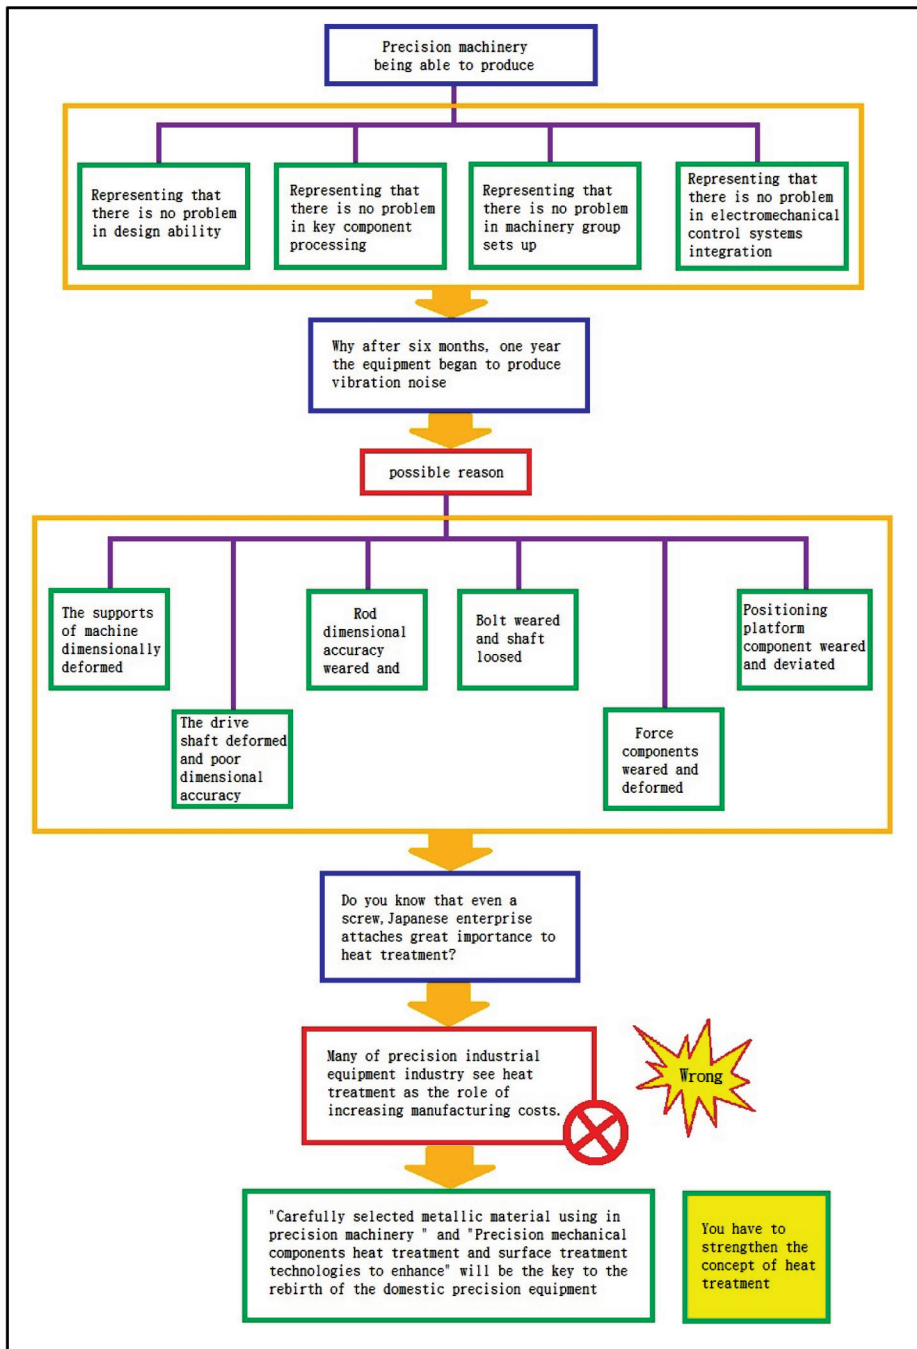 Precision machinery
being able to produce
Representing that
there is no problem
in design ability
Representing that
there is no problem
in key component
processing
Representing that
there is no problem
in machinery group
sets up
Representing that
there is no problem
in electromechanical
control systems
integration
Why after six months, one year
the equipment began to produce
vibration noise
possible reason
The supports
of machine
dimensionally
deformed
Rod
dimensional
accuracy
weared and
Bolt weared
and shaft
loosed
Positioning
platform
component weared
and deviated
The drive
shaft deformed
and poor
dimensional
accuracy
Force
components
weared and
deformed
Do you know that even a
screw,Japanese enterprise
attaches great importance to
heat treatment?
Many of precision industrial
equipment industry see heat
treatment as the role of
increasing manufacturing costs.
Wrong
"Carefully selected metallic material using in
precision machinery " and "Precision mechanical
components heat treatment and surface treatment
technologies to enhance" will be the key to the
rebirth of the domestic precision equipment
You have to
strengthen the
concept of heat
treatment